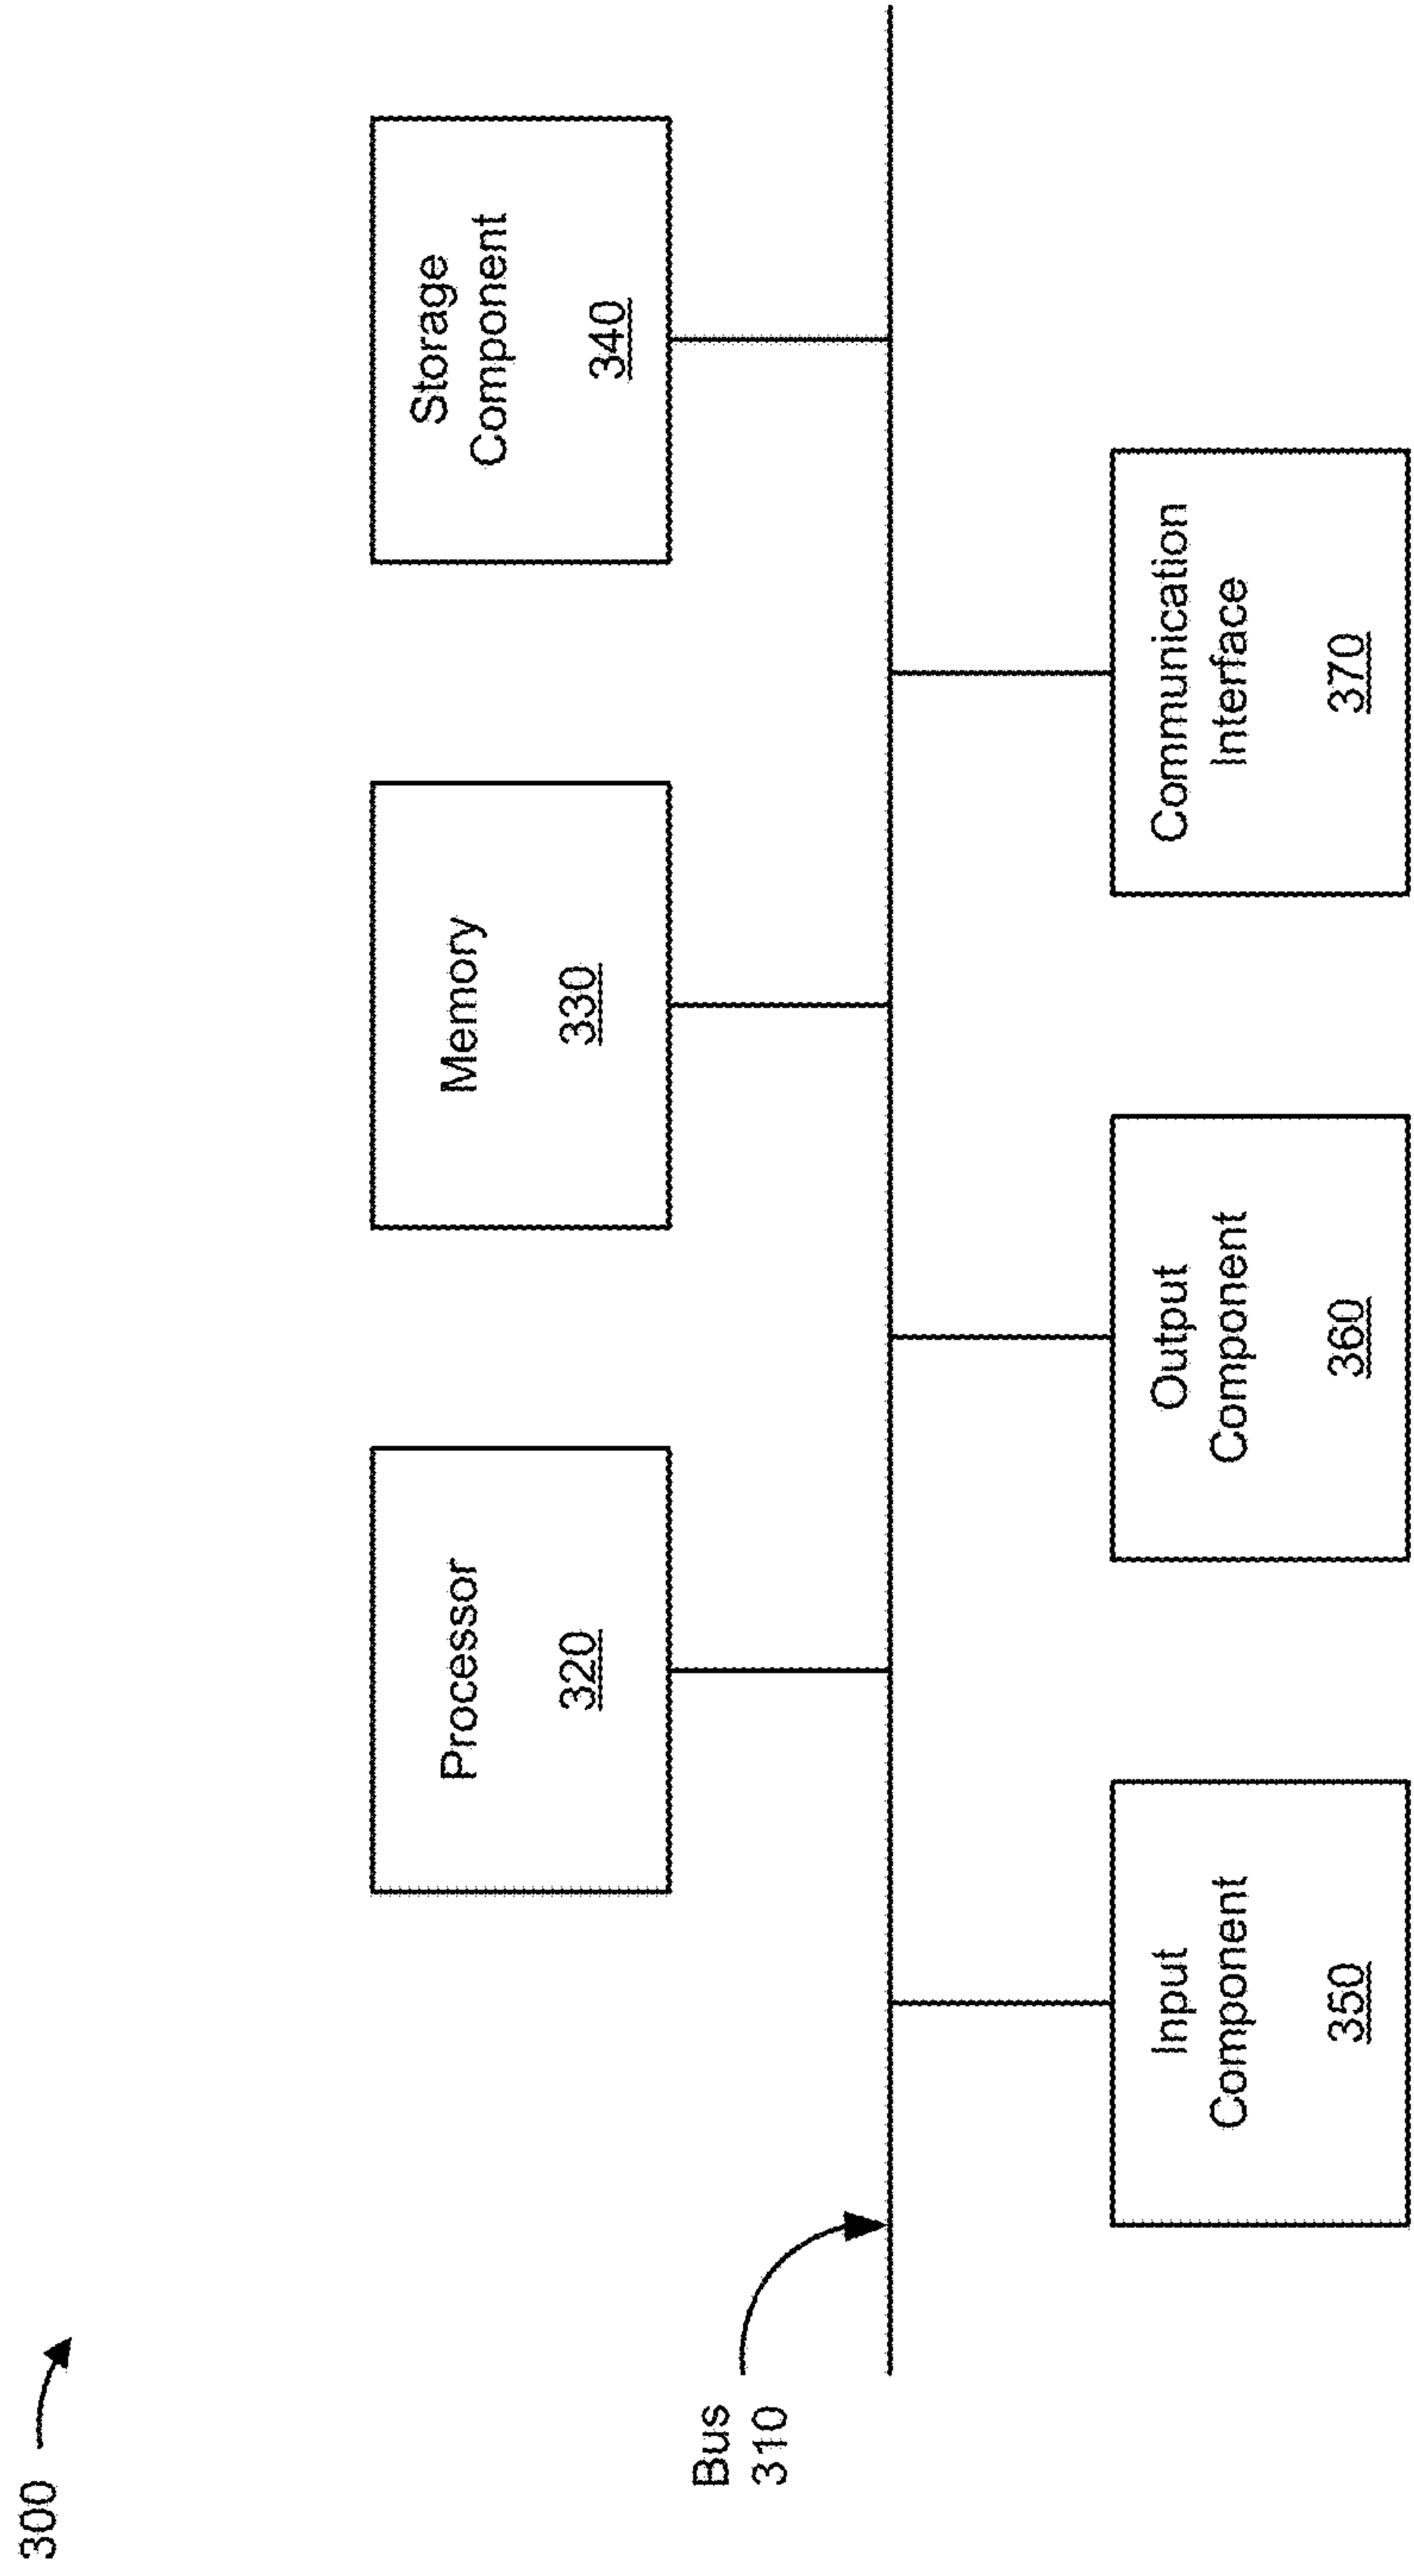 300
Processor
320
Memory
330
Storage
Component
340
Bus
310
Input
Component
350
Output
Component
360
Communication
Interface
370